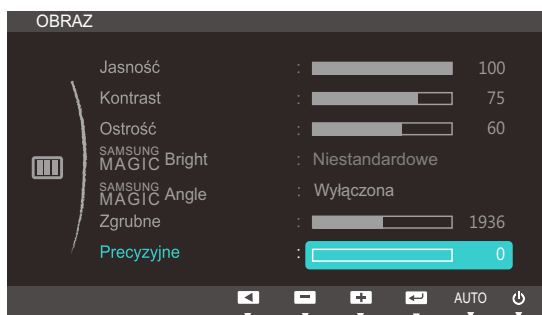 OBRAZ
Jasność : 100
Kontrast : 75
Ostrość : 60
SAMSUNG MAGIC Bright : Niestandardowe
SAMSUNG MAGIC Angle : Wyłączona
Zgrubne : 1936
Precyzyjne : 0
AUTO